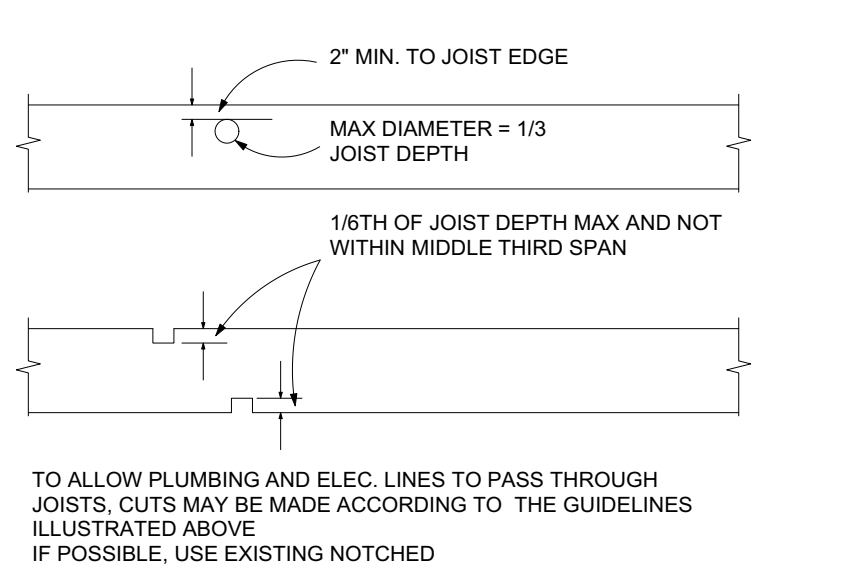 2" MIN. TO JOIST EDGE
MAX DIAMETER = 1/3
JOIST DEPTH
1/6TH OF JOIST DEPTH MAX AND NOT
WITHIN MIDDLE THIRD SPAN
TO ALLOW PLUMBING AND ELEC. LINES TO PASS THROUGH
JOISTS, CUTS MAY BE MADE ACCORDING TO THE GUIDELINES
ILLUSTRATED ABOVE
IF POSSIBLE, USE EXISTING NOTCHED